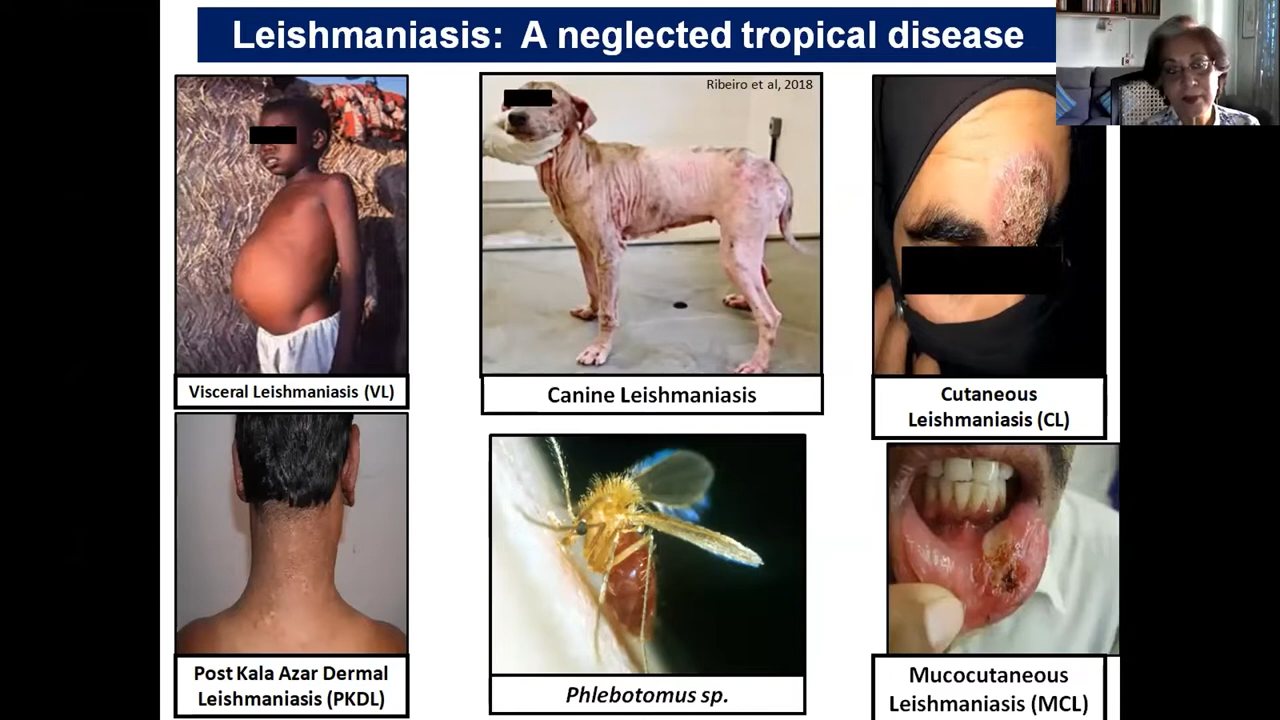 Leishmaniasis: A neglected tropical disease
Ribeiro et al, 2018
Visceral Leishmaniasis (VL)
Canine Leishmaniasis
Cutaneous
Leishmaniasis (CL)
Post Kala Azar Dermal
Leishmaniasis (PKDL)
Phlebotomus sp.
Mucocutaneous
Leishmaniasis (MCL)